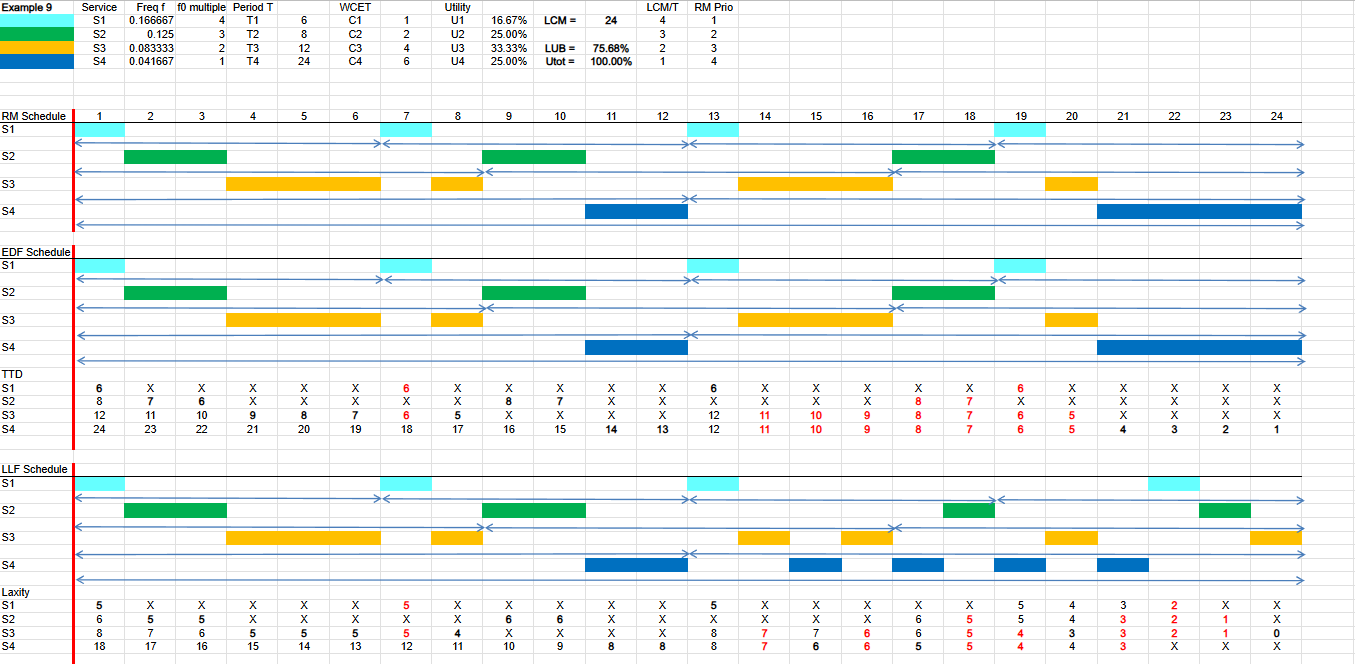 Example 9 Service Freq f f0 multiple Period T WCET Utility LCM/T RM Prio
S1 0.166667 4 T1 6 C1 1 U1 16.67% LCM = 24 4 1
S2 0.125 3 T2 8 C2 2 U2 25.00% 3 2
S3 0.083333 2 T3 12 C3 4 U3 33.33% LUB = 75.68% 2 3
S4 0.041667 1 T4 24 C4 6 U4 25.00% Utot = 100.00% 1 4
RM Schedule 1 2 3 4 5 6 7 8 9 10 11 12 13 14 15 16 17 18 19 20 21 22 23 24
S1
S2
S3
S4
EDF Schedule
S1
S2
S3
S4
TTD
S1 6 X X X X X 6 X X X X X 6 X X X X X 6 X X X X X
S2 8 7 6 X X X X X 8 7 X X X X X X 8 7 X X X X X X
S3 12 11 10 9 8 7 6 5 X X X X 12 11 10 9 8 7 6 5 X X X X
S4 24 23 22 21 20 19 18 17 16 15 14 13 12 11 10 9 8 7 6 5 4 3 2 1
LLF Schedule
S1
S2
S3
S4
Laxity
S1 5 X X X X X 5 X X X X X 5 X X X X X 5 4 3 2 X X
S2 6 5 5 X X X X X 6 6 X X X X X X 6 5 5 4 3 2 1 X
S3 8 7 6 5 5 5 5 4 X X X X 8 7 7 6 6 5 4 3 3 2 1 0
S4 18 17 16 15 14 13 12 11 10 9 8 8 8 7 6 6 5 5 4 4 3 X X X